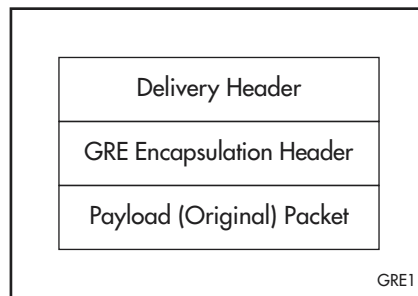 Delivery Header
GRE Encapsulation Header
Payload (Original) Packet
GRE1